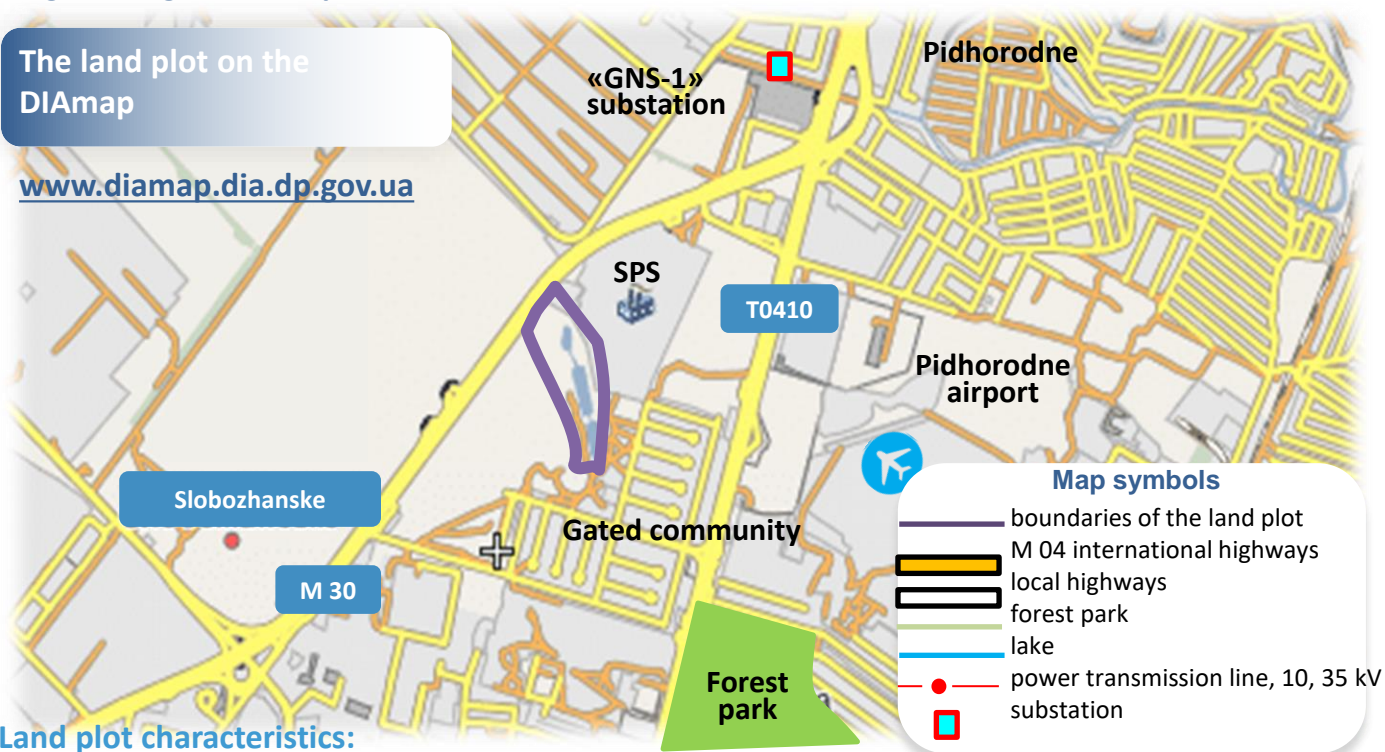 The land plot on the
DIAmap
www.diamap.dia.dp.gov.ua
«GNS-1»
substation
Pidhorodne
SPS
T0410
Pidhorodne
airport
Slobozhanske
Gated community
M 30
Forest
park
Map symbols
boundaries of the land plot
M 04 international highways
local highways
forest park
lake
power transmission line, 10, 35 kV
substation
Land plot characteristics: